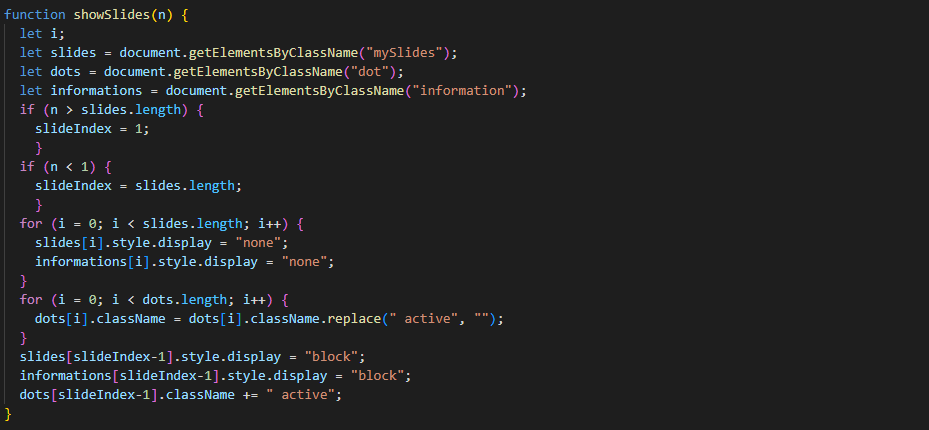 function showSlides(n) {
  let i;
  let slides = document.getElementsByClassName("mySlides");
  let dots = document.getElementsByClassName("dot");
  let informations = document.getElementsByClassName("information");
  if (n > slides.length) {
    slideIndex = 1;
    }
  if (n < 1) {
    slideIndex = slides.length;
    }
  for (i = 0; i < slides.length; i++) {
    slides[i].style.display = "none";
    informations[i].style.display = "none";
  }
  for (i = 0; i < dots.length; i++) {
    dots[i].className = dots[i].className.replace(" active", "");
  }
  slides[slideIndex-1].style.display = "block";
  informations[slideIndex-1].style.display = "block";
  dots[slideIndex-1].className += " active";
}